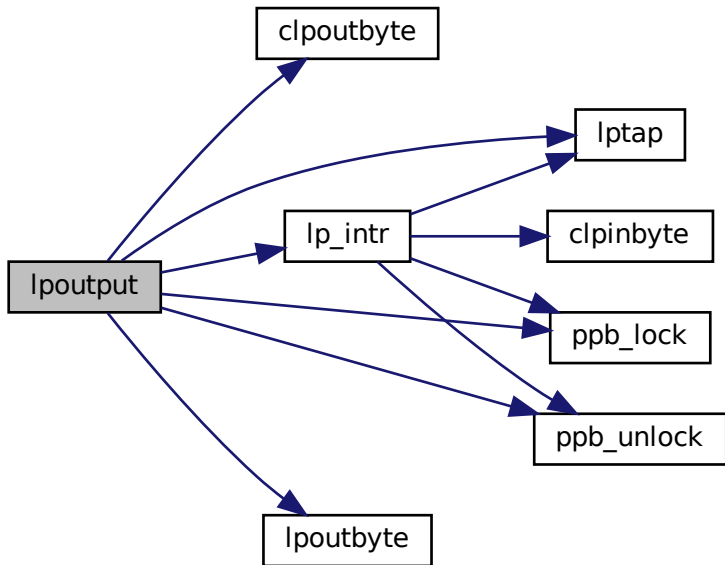 clpoutbyte
lptap
lp_intr
clpinbyte
lpoutput
ppb_lock
ppb_unlock
lpoutbyte